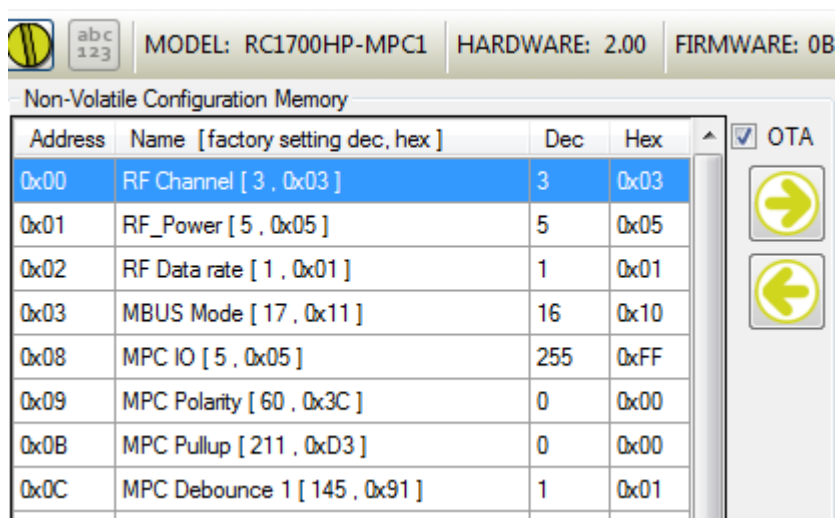 abc
123
MODEL: RC1700HP-MPC1 HARDWARE: 2.00 FIRMWARE: 0B
Non-Volatile Configuration Memory
Address Name [factory setting dec, hex ] Dec Hex OTA
0x00 RF Channel [ 3 , 0x03 ] 3 0x03
0x01 RF_Power [ 5 , 0x05 ] 5 0x05
0x02 RF Data rate [ 1 , 0x01 ] 1 0x01
0x03 MBUS Mode [ 17 , 0x11 ] 16 0x10
0x08 MPC IO [ 5 , 0x05 ] 255 0xFF
0x09 MPC Polarity [ 60 , 0x3C ] 0 0x00
0x0B MPC Pullup [ 211 , 0xD3 ] 0 0x00
0x0C MPC Debounce 1 [ 145 , 0x91 ] 1 0x01